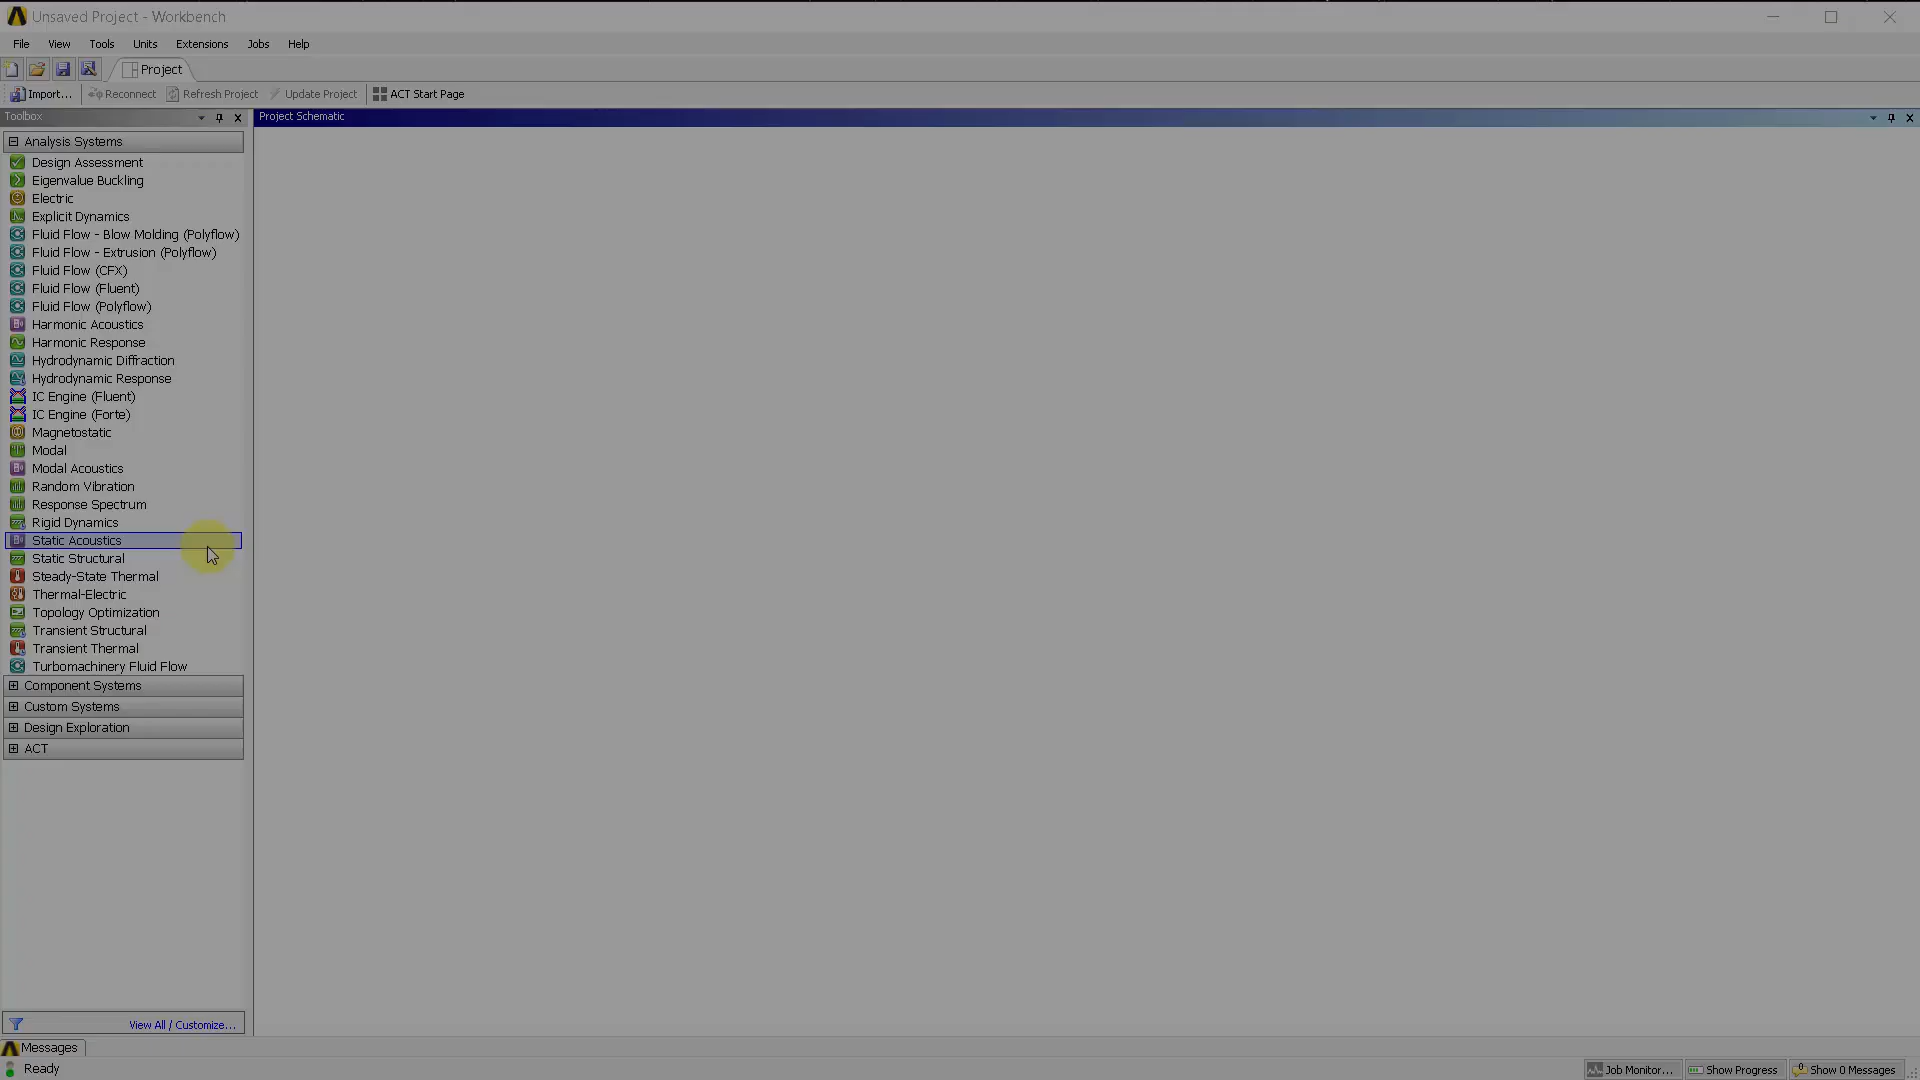 Unsaved Project - Workbench
File View Tools Units Extensions Jobs Help
Project
Import... Reconnect Refresh Project Update Project ACT Start Page
Toolbox
Project Schematic
Analysis Systems
Design Assessment
Eigenvalue Buckling
Electric
Explicit Dynamics
Fluid Flow - Blow Molding (Polyflow)
Fluid Flow - Extrusion (Polyflow)
Fluid Flow (CFX)
Fluid Flow (Fluent)
Fluid Flow (Polyflow)
Harmonic Acoustics
Harmonic Response
Hydrodynamic Diffraction
Hydrodynamic Response
IC Engine (Fluent)
IC Engine (Forte)
Magnetostatic
Modal
Modal Acoustics
Random Vibration
Response Spectrum
Rigid Dynamics
Static Acoustics
Static Structural
Steady-State Thermal
Thermal-Electric
Topology Optimization
Transient Structural
Transient Thermal
Turbomachinery Fluid Flow
Component Systems
Custom Systems
Design Exploration
ACT
View All / Customize...
Messages
Ready
Job Monitor... Show Progress Show 0 Messages